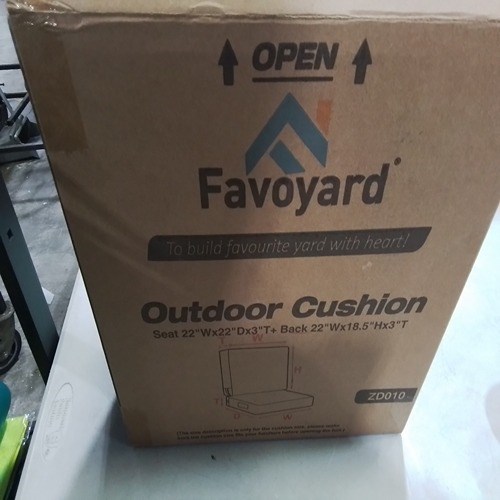 OPEN
Favoyard
To build favourite yard with heart!
Outdoor Cushion
Seat 22"Wx22"Dx3"T+ Back 22"Wx18.5"Hx3"T
W
H
T
D
W
ZD010